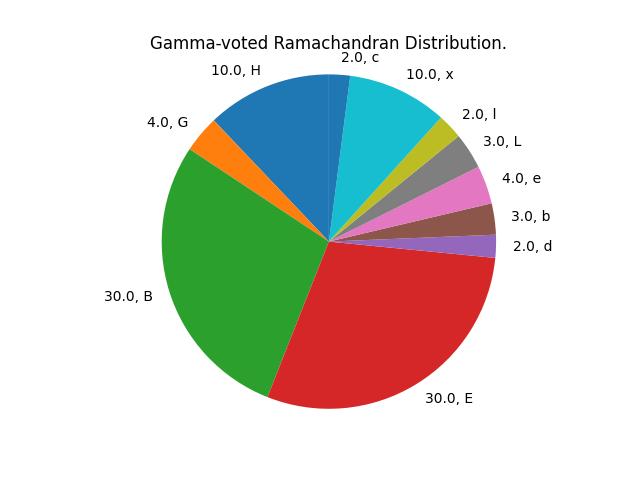 Gamma-voted Ramachandran Distribution.
2.0, c
10.0, H
10.0, x
4.0, G
2.0, l
3.0, L
4.0, e
3.0, b
2.0, d
30.0, B
30.0, E